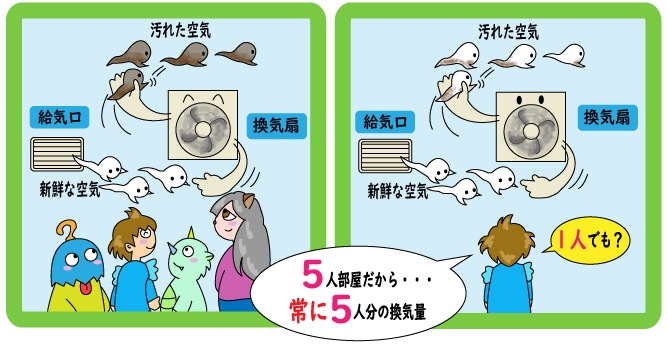 汚れた空気
給気口
換気扇
新鮮な空気
汚れた空気
給気口
換気扇
新鮮な空気
1人でも?
5人部屋だから・・・
常に5人分の換気量